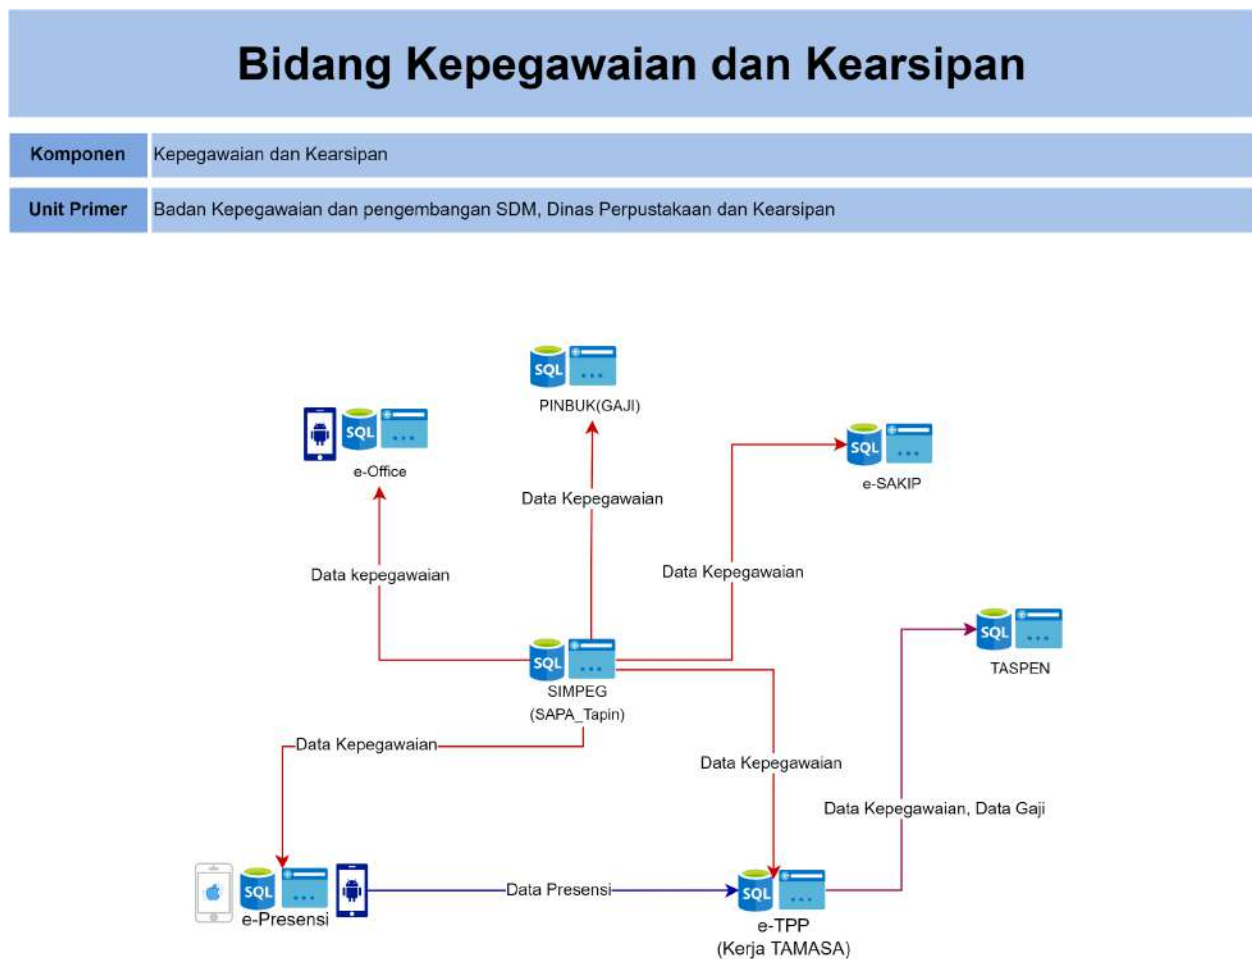 Bidang Kepegawaian dan Kearsipan
Komponen
Kepegawaian dan Kearsipan
Unit Primer
Badan Kepegawaian dan pengembangan SDM, Dinas Perpustakaan dan Kearsipan
SQL
PINBUK(GAJI)
SQL
e-Office
SQL
e-SAKIP
Data Kepegawaian
Data kepegawaian
Data Kepegawaian
SQL
TASPEN
SQL
SIMPEG
(SAPA_Tapin)
Data Kepegawaian
Data Kepegawaian
Data Kepegawaian, Data Gaji
SQL
e-Presensi
Data Presensi
SQL
e-TPP
(Kerja TAMASA)